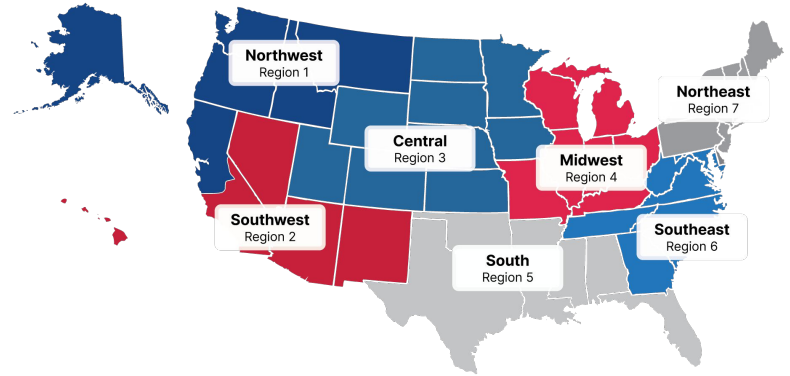 Northwest
Region 1
Northeast
Region 7
Central
Region 3
Midwest
Region 4
Southwest
Region 2
Southeast
Region 6
South
Region 5